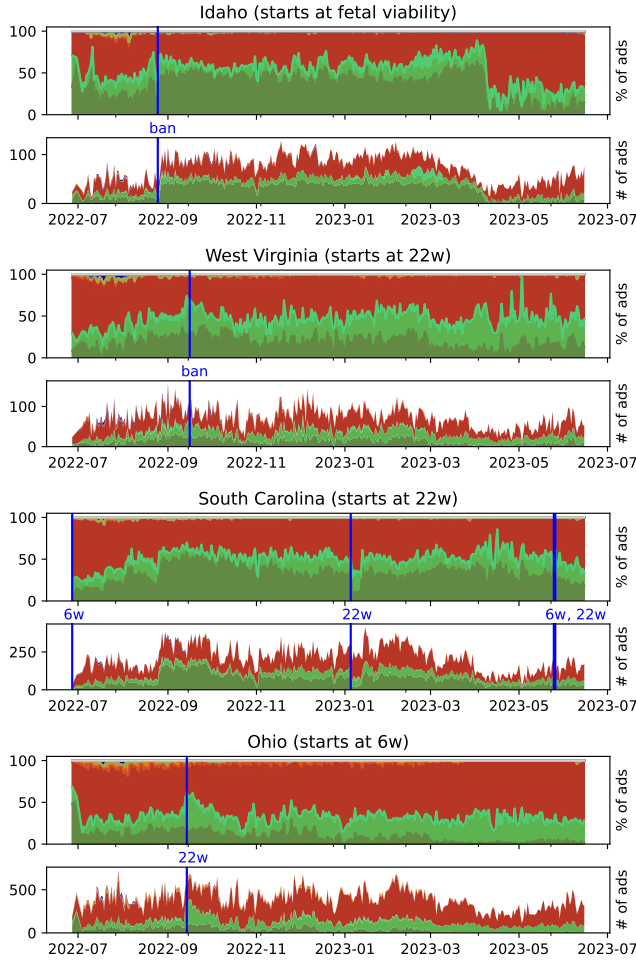 Idaho (starts at fetal viability)
100
50
0
% of ads
ban
100
0
# of ads
2022-07 2022-09 2022-11 2023-01 2023-03 2023-05 2023-07
West Virginia (starts at 22w)
100
50
0
% of ads
ban
100
0
# of ads
2022-07 2022-09 2022-11 2023-01 2023-03 2023-05 2023-07
South Carolina (starts at 22w)
100
50
0
% of ads
6w 22w 6w, 22w
250
0
# of ads
2022-07 2022-09 2022-11 2023-01 2023-03 2023-05 2023-07
Ohio (starts at 6w)
100
50
0
% of ads
22w
500
0
# of ads
2022-07 2022-09 2022-11 2023-01 2023-03 2023-05 2023-07